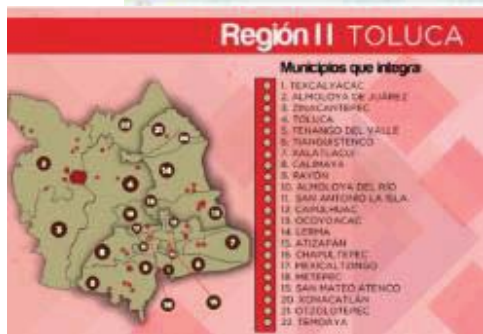 Región II TOLUCA
Municipios que integra
1. TEXCALYACAC
2. ALMOLOYA DE JUÁREZ
3. ZINACANTEPEC
4. TOLUCA
5. TENANGO DEL VALLE
6. TIANGUISTENCO
7. XALATLACO
8. CALIMAYA
9. RAYÓN
10. ALMOLOYA DEL RÍO
11. SAN ANTONIO LA ISLA
12. CAPULHUAC
13. OCOYOACAC
14. LERMA
15. ATIZAPÁN
16. CHAPULTEPEC
17. MEXICALTZINGO
18. METEPEC
19. SAN MATEO ATENCO
20. XONACATLÁN
21. OTZOLOTEPEC
22. TEMOAYA